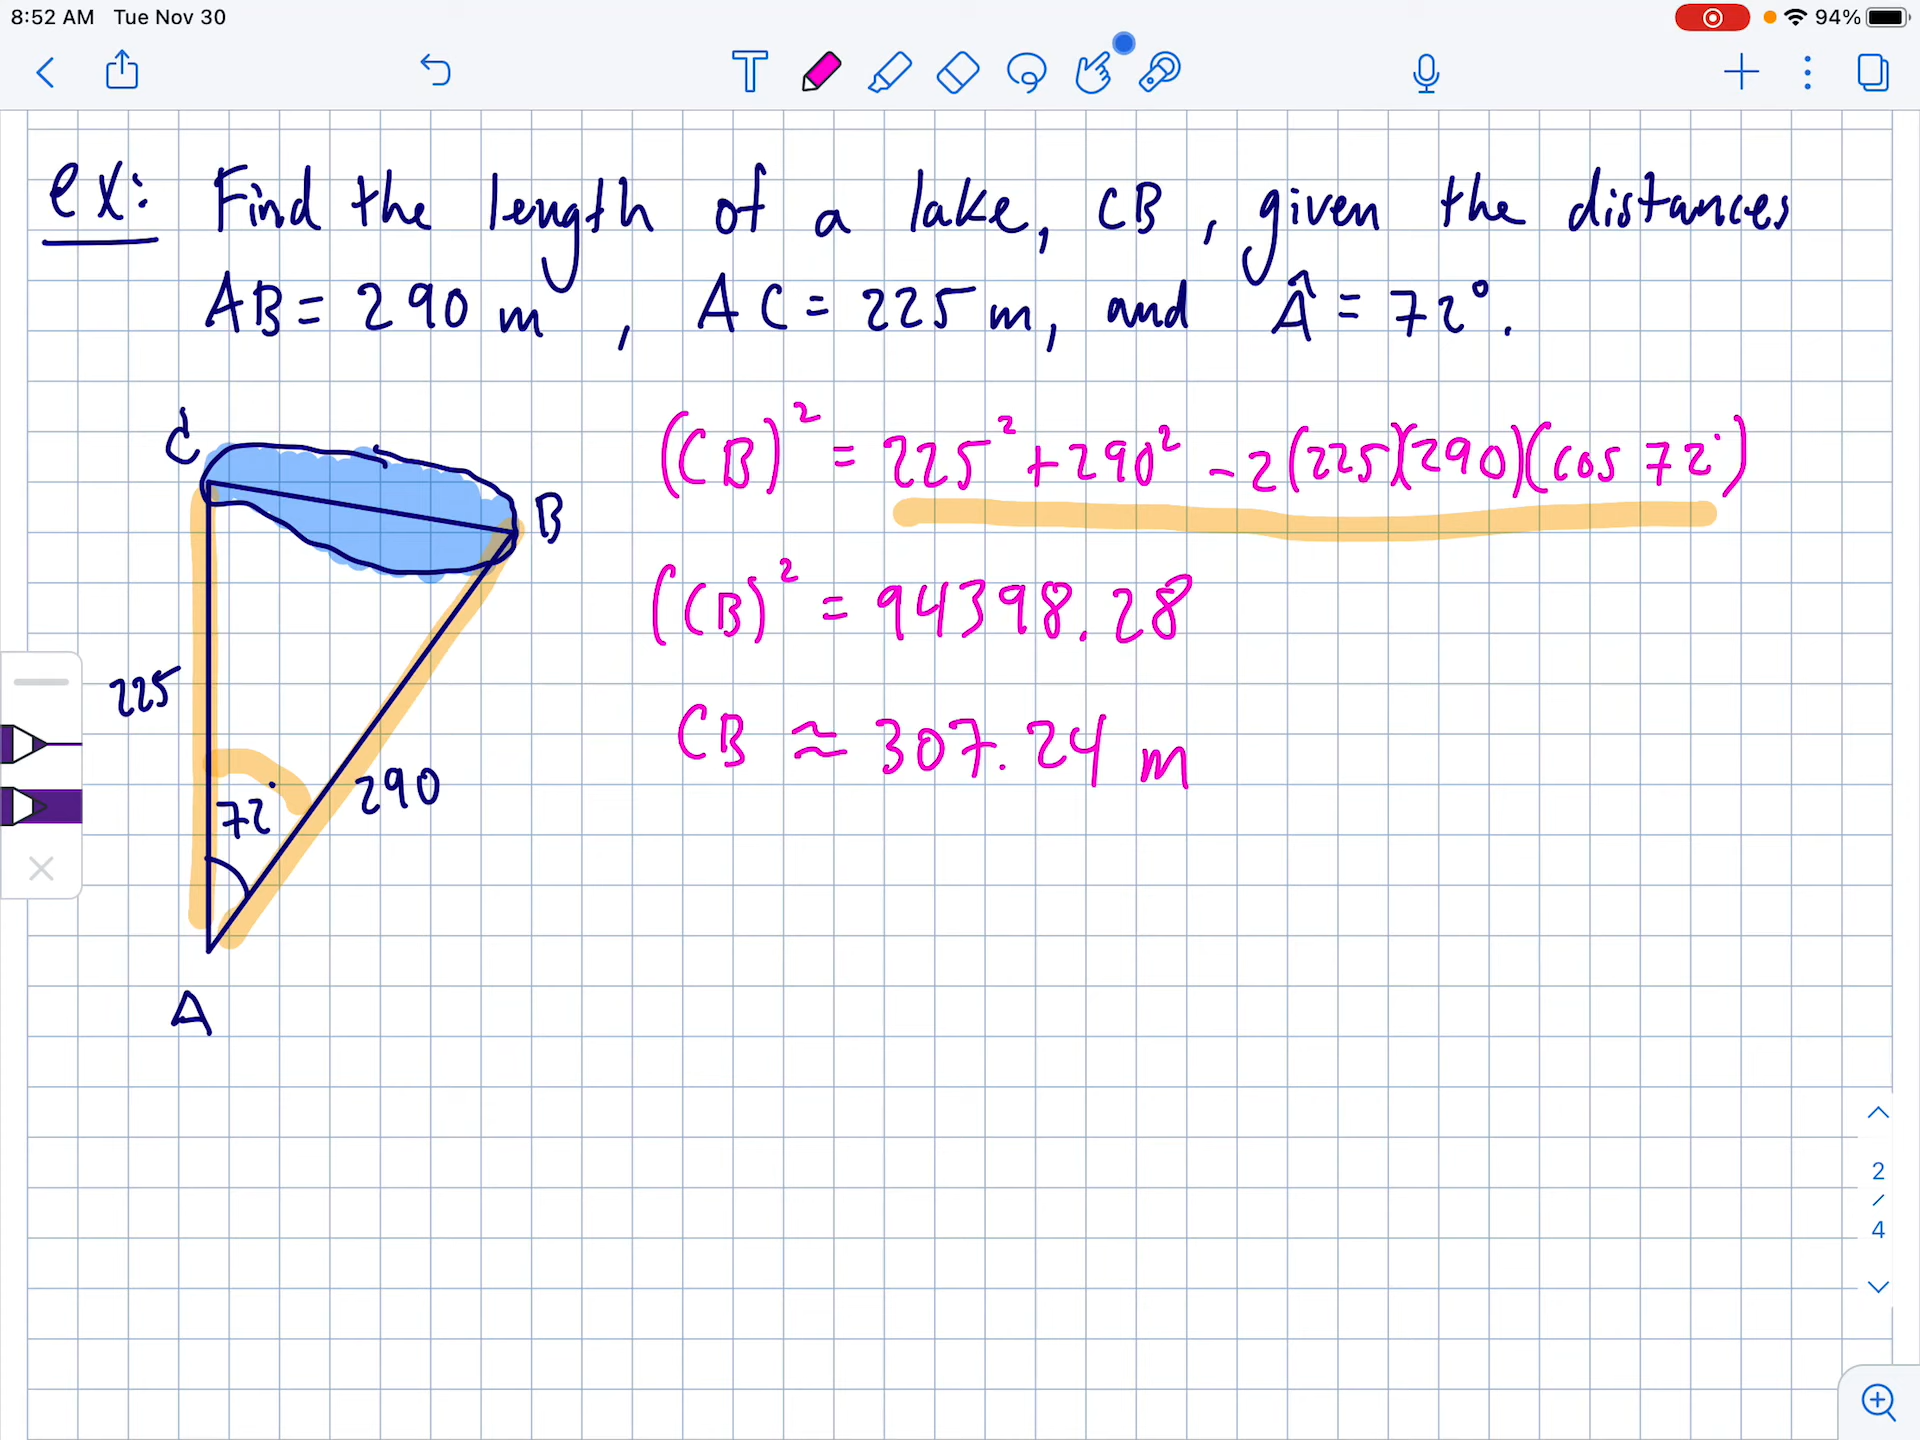 8:52 AM Tue Nov 30
94%
T
ex: Find the length of a lake, CB, given the distances
AB = 290 m, AC = 225 m, and Â = 72°.
(CB)² = 225² + 290² - 2(225)(290)(cos 72°)
(CB)² = 94398.28
CB ≈ 307.24 m
C
B
225
72°
290
A
2
/
4